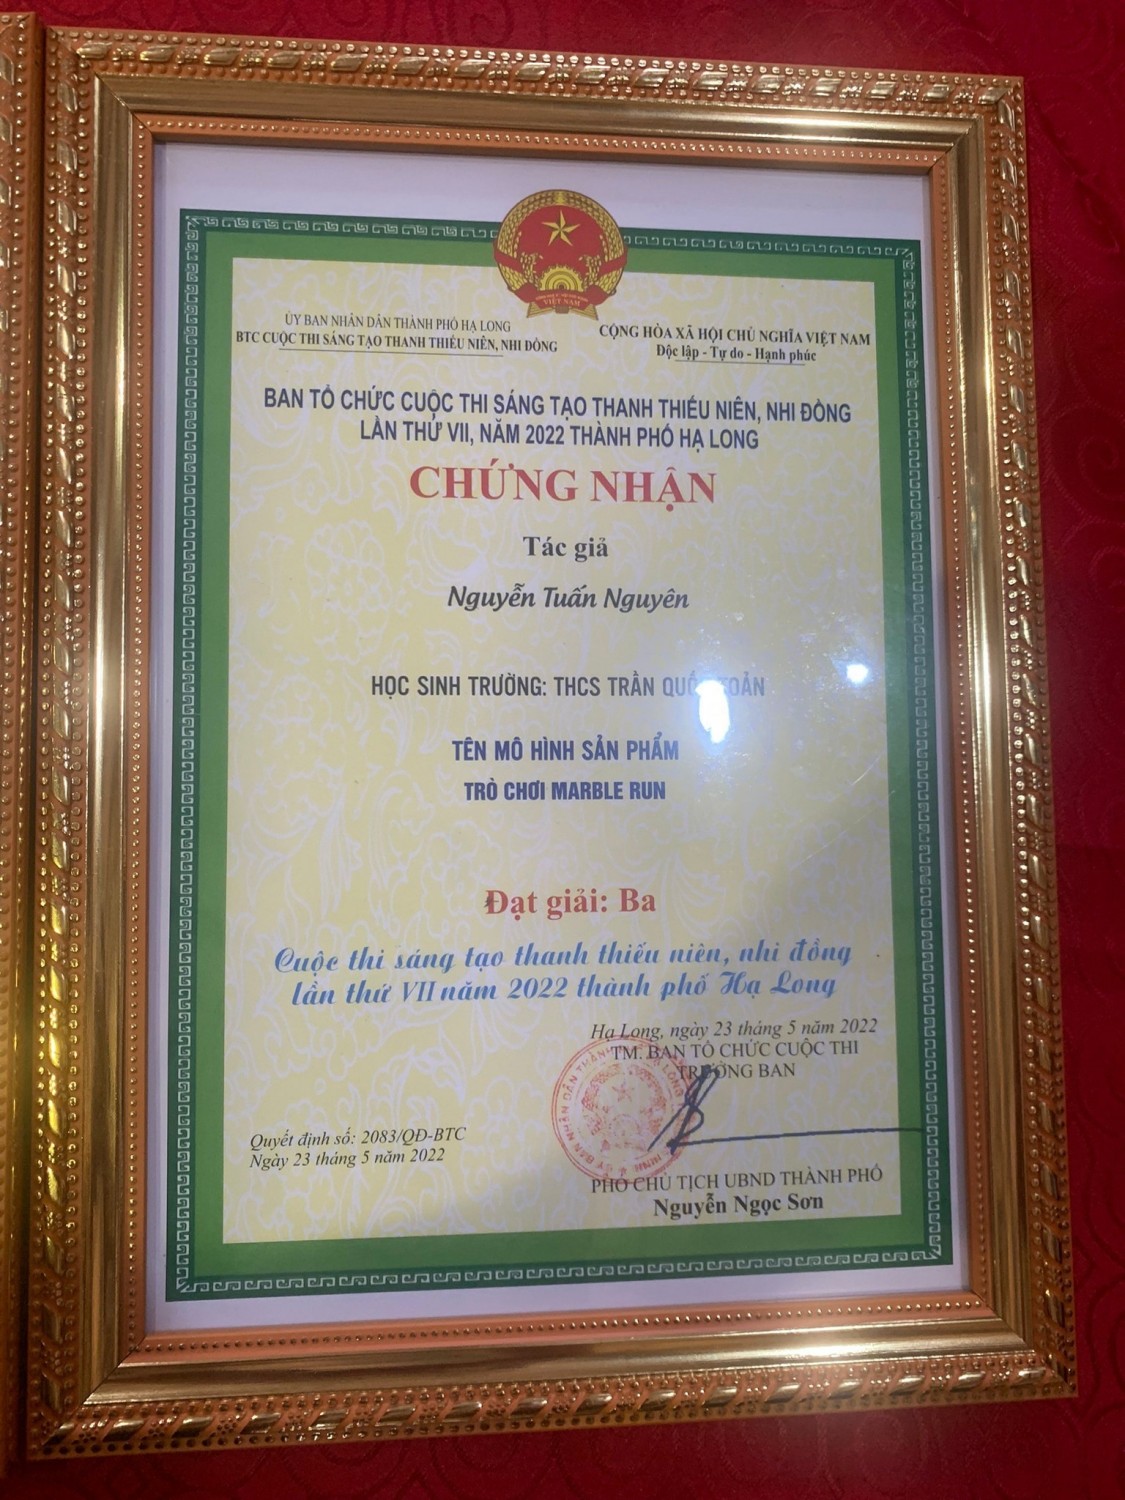 ỦY BAN NHÂN DÂN THÀNH PHỐ HẠ LONG
BTC CUỘC THI SÁNG TẠO THANH THIẾU NIÊN, NHI ĐỒNG
CỘNG HÒA XÃ HỘI CHỦ NGHĨA VIỆT NAM
Độc lập - Tự do - Hạnh phúc
VIỆT NAM
BAN TỔ CHỨC CUỘC THI SÁNG TẠO THANH THIẾU NIÊN, NHI ĐỒNG
LẦN THỨ VII, NĂM 2022 THÀNH PHỐ HẠ LONG
CHỨNG NHẬN
Tác giả
Nguyễn Tuấn Nguyên
HỌC SINH TRƯỜNG: THCS TRẦN QUỐC TOẢN
TÊN MÔ HÌNH SẢN PHẨM
TRÒ CHƠI MARBLE RUN
Đạt giải: Ba
Cuộc thi sáng tạo thanh thiếu niên, nhi đồng
lần thứ VII năm 2022 thành phố Hạ Long
Hạ Long, ngày 23 tháng 5 năm 2022
TM. BAN TỔ CHỨC CUỘC THI
TRƯỞNG BAN
Quyết định số: 2083/QĐ-BTC
Ngày 23 tháng 5 năm 2022
PHÓ CHỦ TỊCH UBND THÀNH PHỐ
Nguyễn Ngọc Sơn